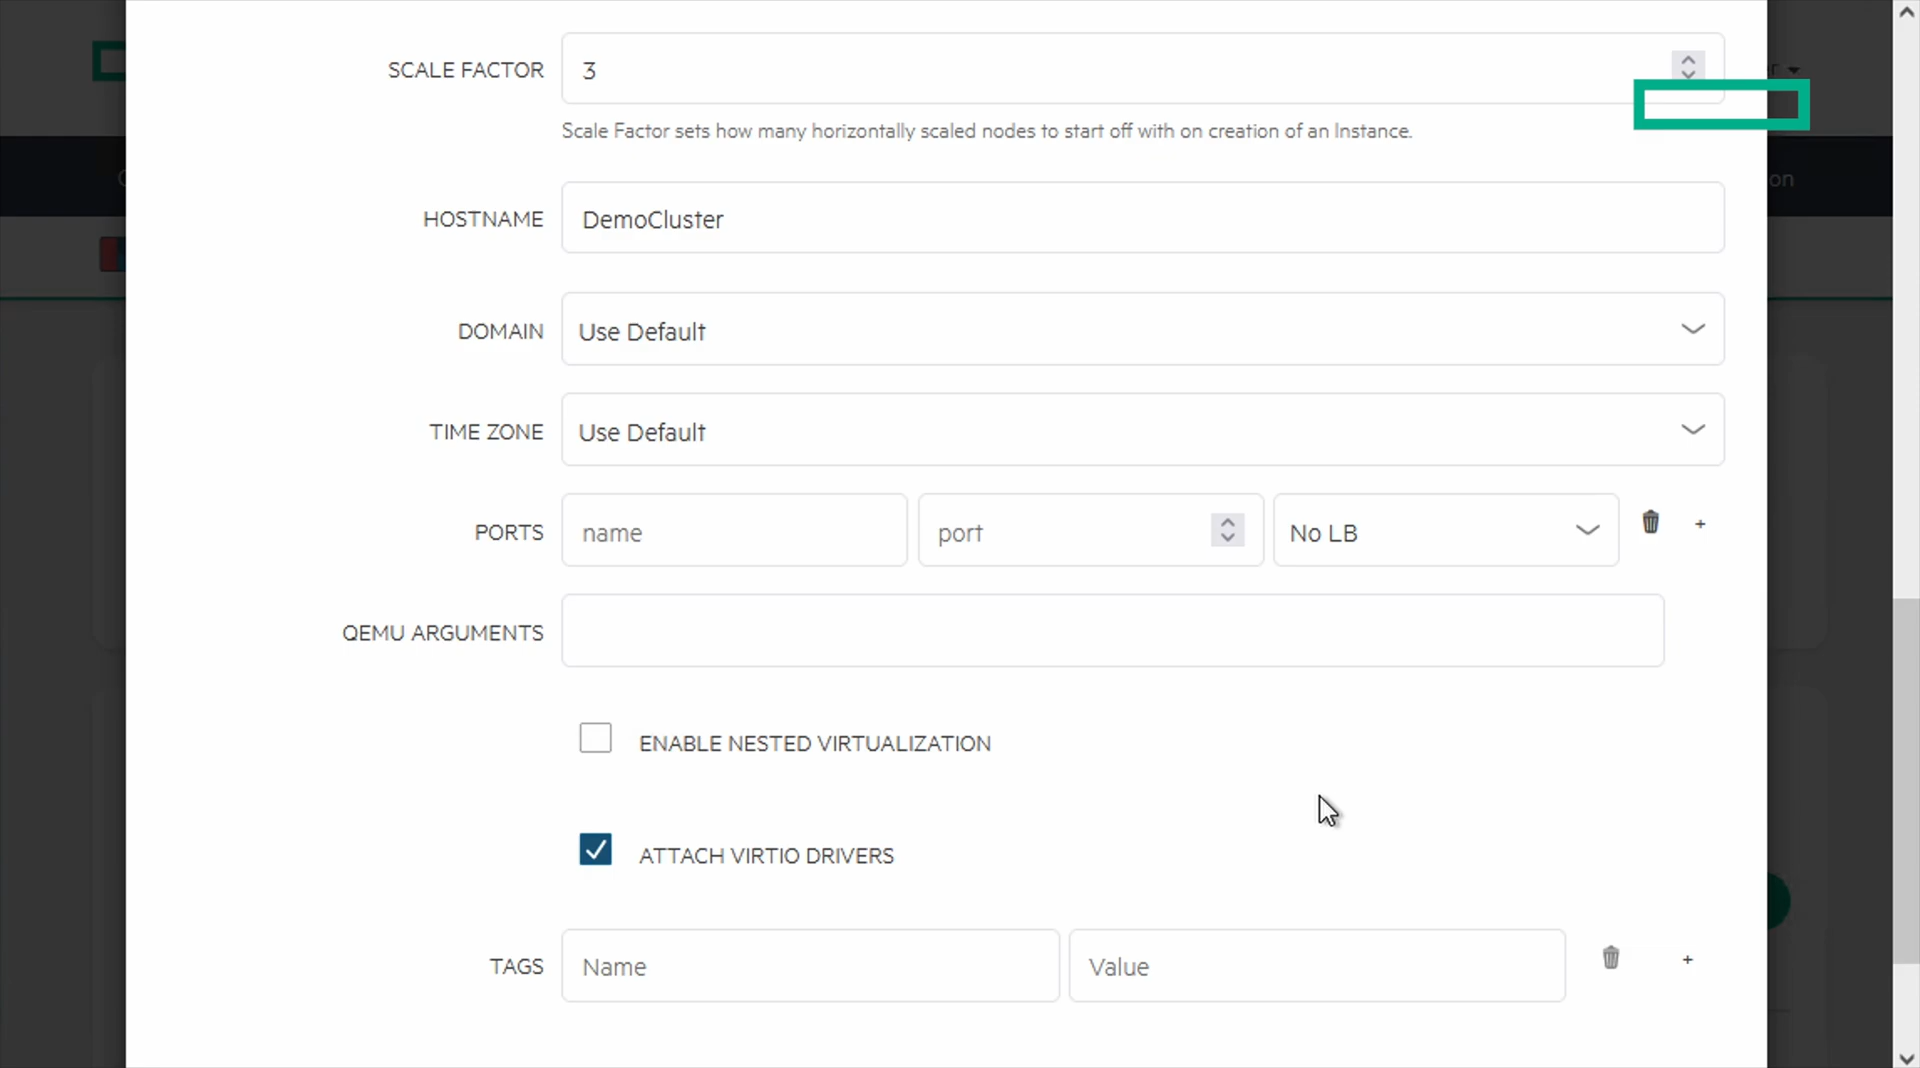 SCALE FACTOR
3
Scale Factor sets how many horizontally scaled nodes to start off with on creation of an Instance.
HOSTNAME
DemoCluster
DOMAIN
Use Default
TIME ZONE
Use Default
PORTS
name
port
No LB
+
QEMU ARGUMENTS
ENABLE NESTED VIRTUALIZATION
ATTACH VIRTIO DRIVERS
TAGS
Name
Value
+